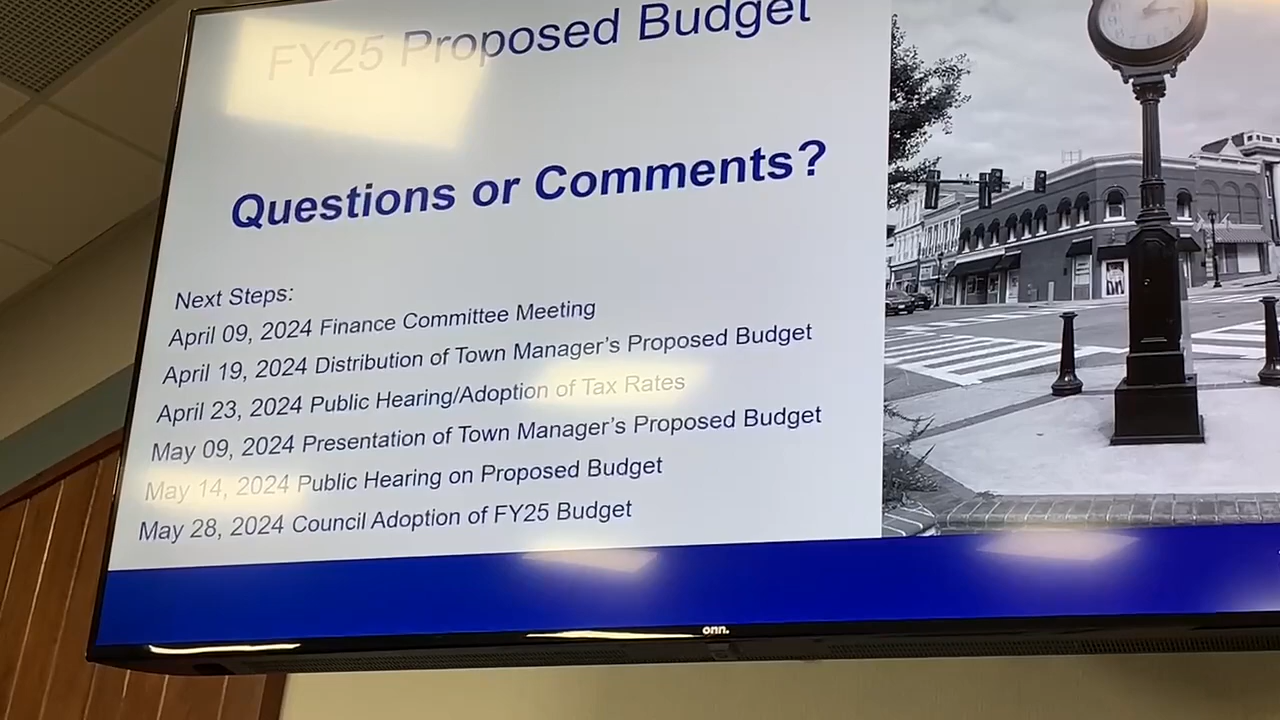 FY25 Proposed Budget
Questions or Comments?
Next Steps:
April 09, 2024 Finance Committee Meeting
April 19, 2024 Distribution of Town Manager's Proposed Budget
April 23, 2024 Public Hearing/Adoption of Tax Rates
May 09, 2024 Presentation of Town Manager's Proposed Budget
May 14, 2024 Public Hearing on Proposed Budget
May 28, 2024 Council Adoption of FY25 Budget
onn.